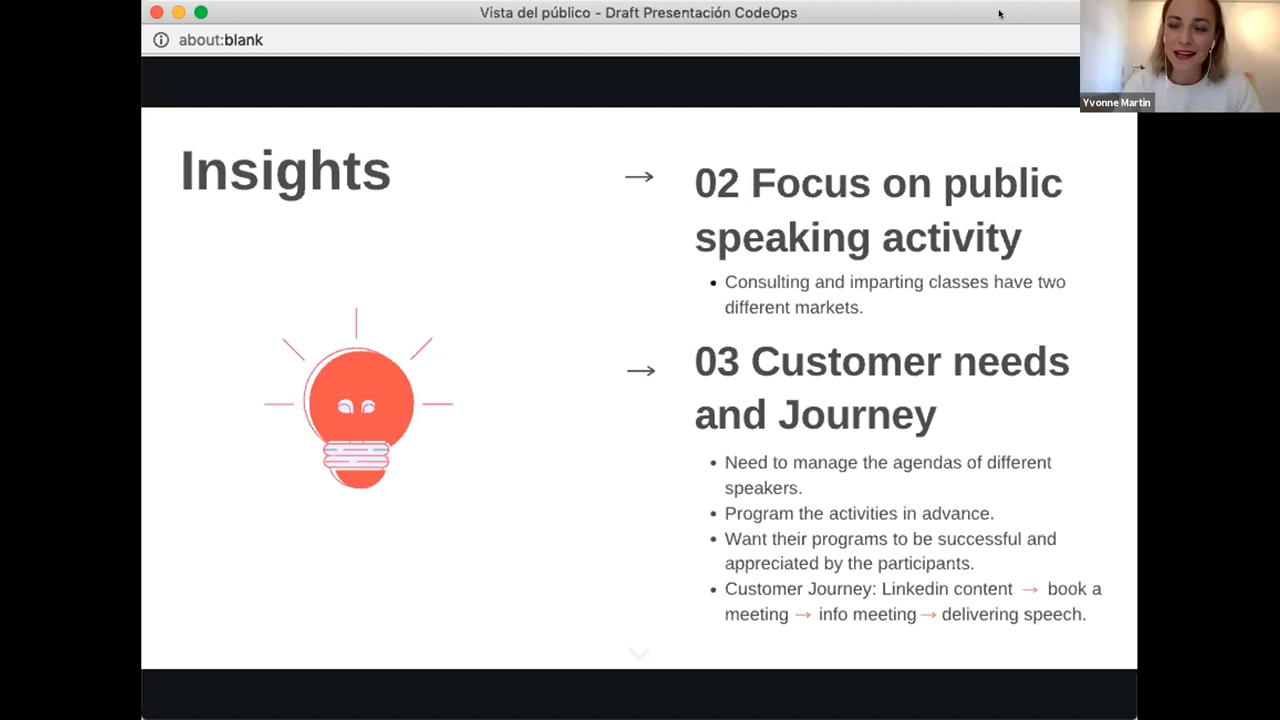 Vista del público - Draft Presentación CodeOps
about:blank
Yvonne Martin
Insights
→ 02 Focus on public
speaking activity
• Consulting and imparting classes have two
different markets.
→ 03 Customer needs
and Journey
• Need to manage the agendas of different
speakers.
• Program the activities in advance.
• Want their programs to be successful and
appreciated by the participants.
• Customer Journey: Linkedin content → book a
meeting → info meeting → delivering speech.